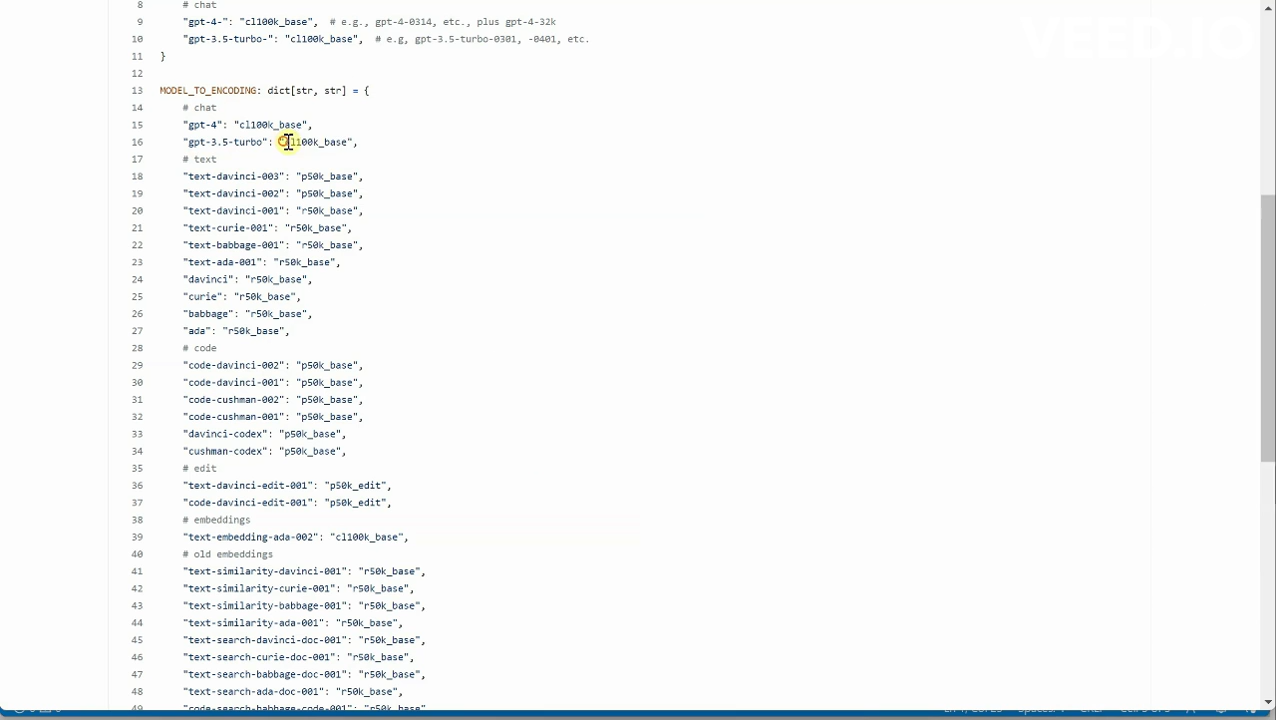 VEED.IO
8 # chat
9 "gpt-4-": "cl100k_base", # e.g., gpt-4-0314, etc., plus gpt-4-32k
10 "gpt-3.5-turbo-": "cl100k_base", # e.g, gpt-3.5-turbo-0301, -0401, etc.
11 }
12
13 MODEL_TO_ENCODING: dict[str, str] = {
14 # chat
15 "gpt-4": "cl100k_base",
16 "gpt-3.5-turbo": "cl100k_base",
17 # text
18 "text-davinci-003": "p50k_base",
19 "text-davinci-002": "p50k_base",
20 "text-davinci-001": "r50k_base",
21 "text-curie-001": "r50k_base",
22 "text-babbage-001": "r50k_base",
23 "text-ada-001": "r50k_base",
24 "davinci": "r50k_base",
25 "curie": "r50k_base",
26 "babbage": "r50k_base",
27 "ada": "r50k_base",
28 # code
29 "code-davinci-002": "p50k_base",
30 "code-davinci-001": "p50k_base",
31 "code-cushman-002": "p50k_base",
32 "code-cushman-001": "p50k_base",
33 "davinci-codex": "p50k_base",
34 "cushman-codex": "p50k_base",
35 # edit
36 "text-davinci-edit-001": "p50k_edit",
37 "code-davinci-edit-001": "p50k_edit",
38 # embeddings
39 "text-embedding-ada-002": "cl100k_base",
40 # old embeddings
41 "text-similarity-davinci-001": "r50k_base",
42 "text-similarity-curie-001": "r50k_base",
43 "text-similarity-babbage-001": "r50k_base",
44 "text-similarity-ada-001": "r50k_base",
45 "text-search-davinci-doc-001": "r50k_base",
46 "text-search-curie-doc-001": "r50k_base",
47 "text-search-babbage-doc-001": "r50k_base",
48 "text-search-ada-doc-001": "r50k_base",
49 "code-search-babbage-code-001": "r50k_base",